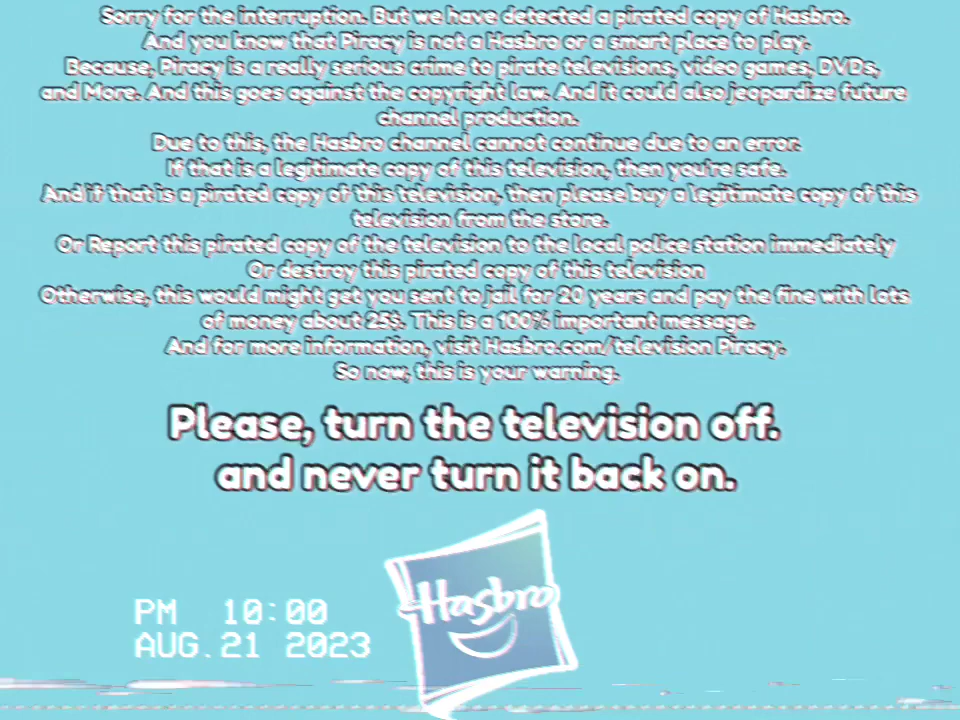 Sorry for the interruption. But we have detected a pirated copy of Hasbro.
And you know that Piracy is not a Hasbro or a smart place to play.
Because, Piracy is a really serious crime to pirate televisions, video games, DVDs,
and More. And this goes against the copyright law. And it could also jeopardize future
channel production.
Due to this, the Hasbro channel cannot continue due to an error.
If that is a legitimate copy of this television, then you're safe.
And if that is a pirated copy of this television, then please buy a legitimate copy of this
television from the store.
Or Report this pirated copy of the television to the local police station immediately
Or destroy this pirated copy of this television
Otherwise, this would might get you sent to jail for 20 years and pay the fine with lots
of money about 25$. This is a 100% important message.
And for more information, visit Hasbro.com/television Piracy.
So now, this is your warning.
Please, turn the television off.
and never turn it back on.
Hasbro
PM 10:00
AUG.21 2023